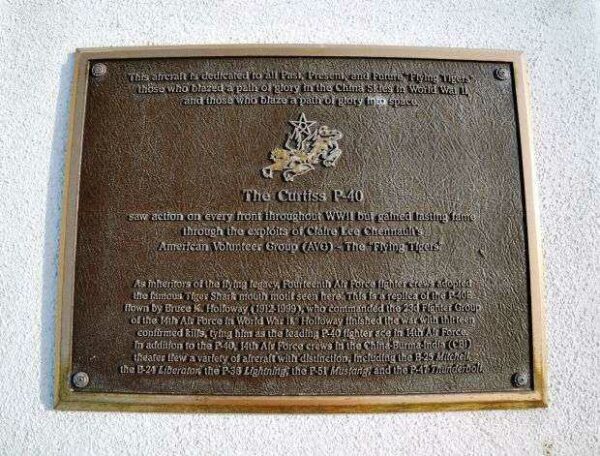 This aircraft is dedicated to all Past, Present, and Future "Flying Tigers"
those who blazed a path of glory in the China Skies in World War II,
and those who blaze a path of glory into space.
The Curtiss P-40
saw action on every front throughout WWII but gained lasting fame
through the exploits of Claire Lee Chennault's
American Volunteer Group (AVG) - The "Flying Tigers"
As inheritors of the flying legacy, Fourteenth Air Force fighter crews adopted
the famous Tiger Shark mouth motif seen here. This is a replica of the
flown by Bruce K. Holloway (1912-1999), who commanded the 23d Fighter Group
of the 14th Air Force in World War II. Holloway finished the war with thirteen
confirmed kills, tying him as the leading P-40 fighter ace in 14th Air Force.
In addition to the P-40, 14th Air Force crews in the China-Burma-India (CBI)
theater flew a variety of aircraft with distinction, including the B-25 Mitchell,
the B-24 Liberator, the P-38 Lightning, the P-51 Mustang, and the P-47 Thunderbolt.